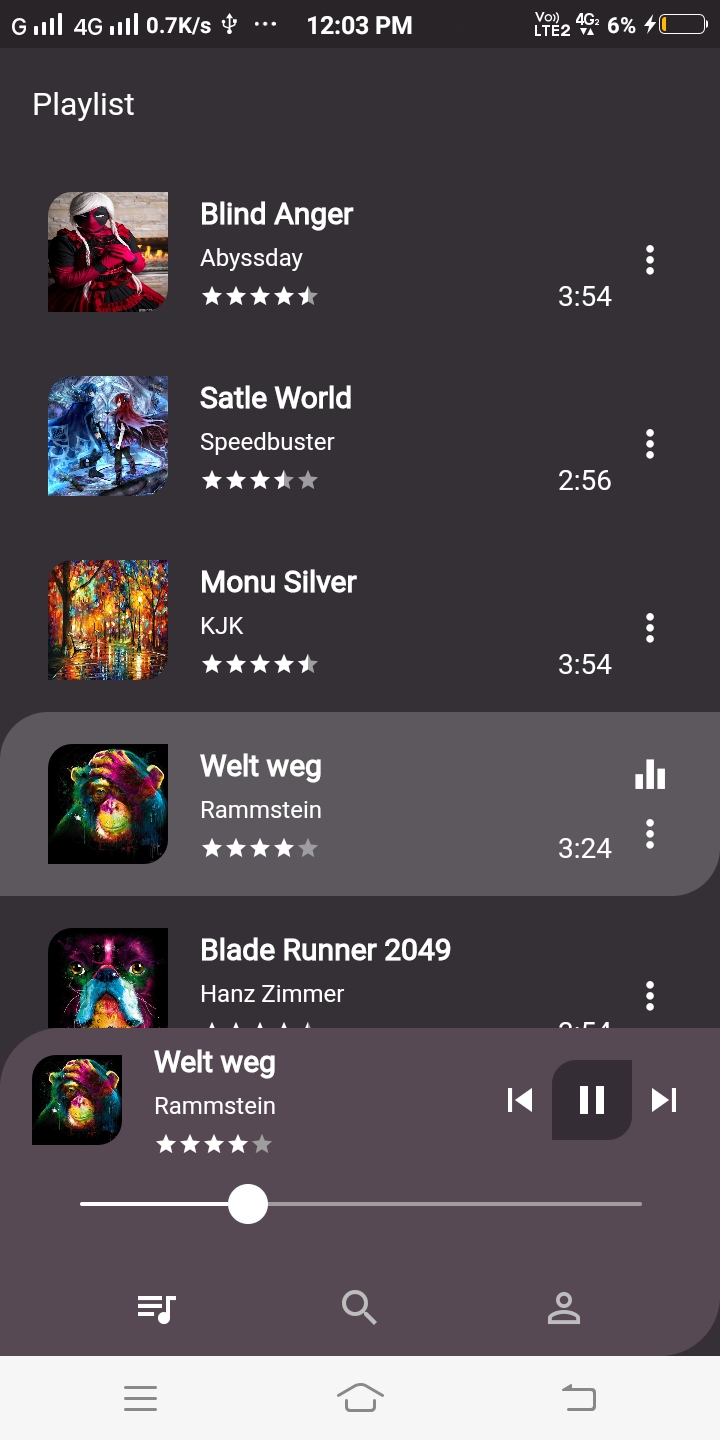 G 4G 0.7K/s ... 12:03 PM Vo)) LTE2 4G2 6%
Playlist
Blind Anger
Abyssday
3:54
Satle World
Speedbuster
2:56
Monu Silver
KJK
3:54
Welt weg
Rammstein
3:24
Blade Runner 2049
Hanz Zimmer
Welt weg
Rammstein